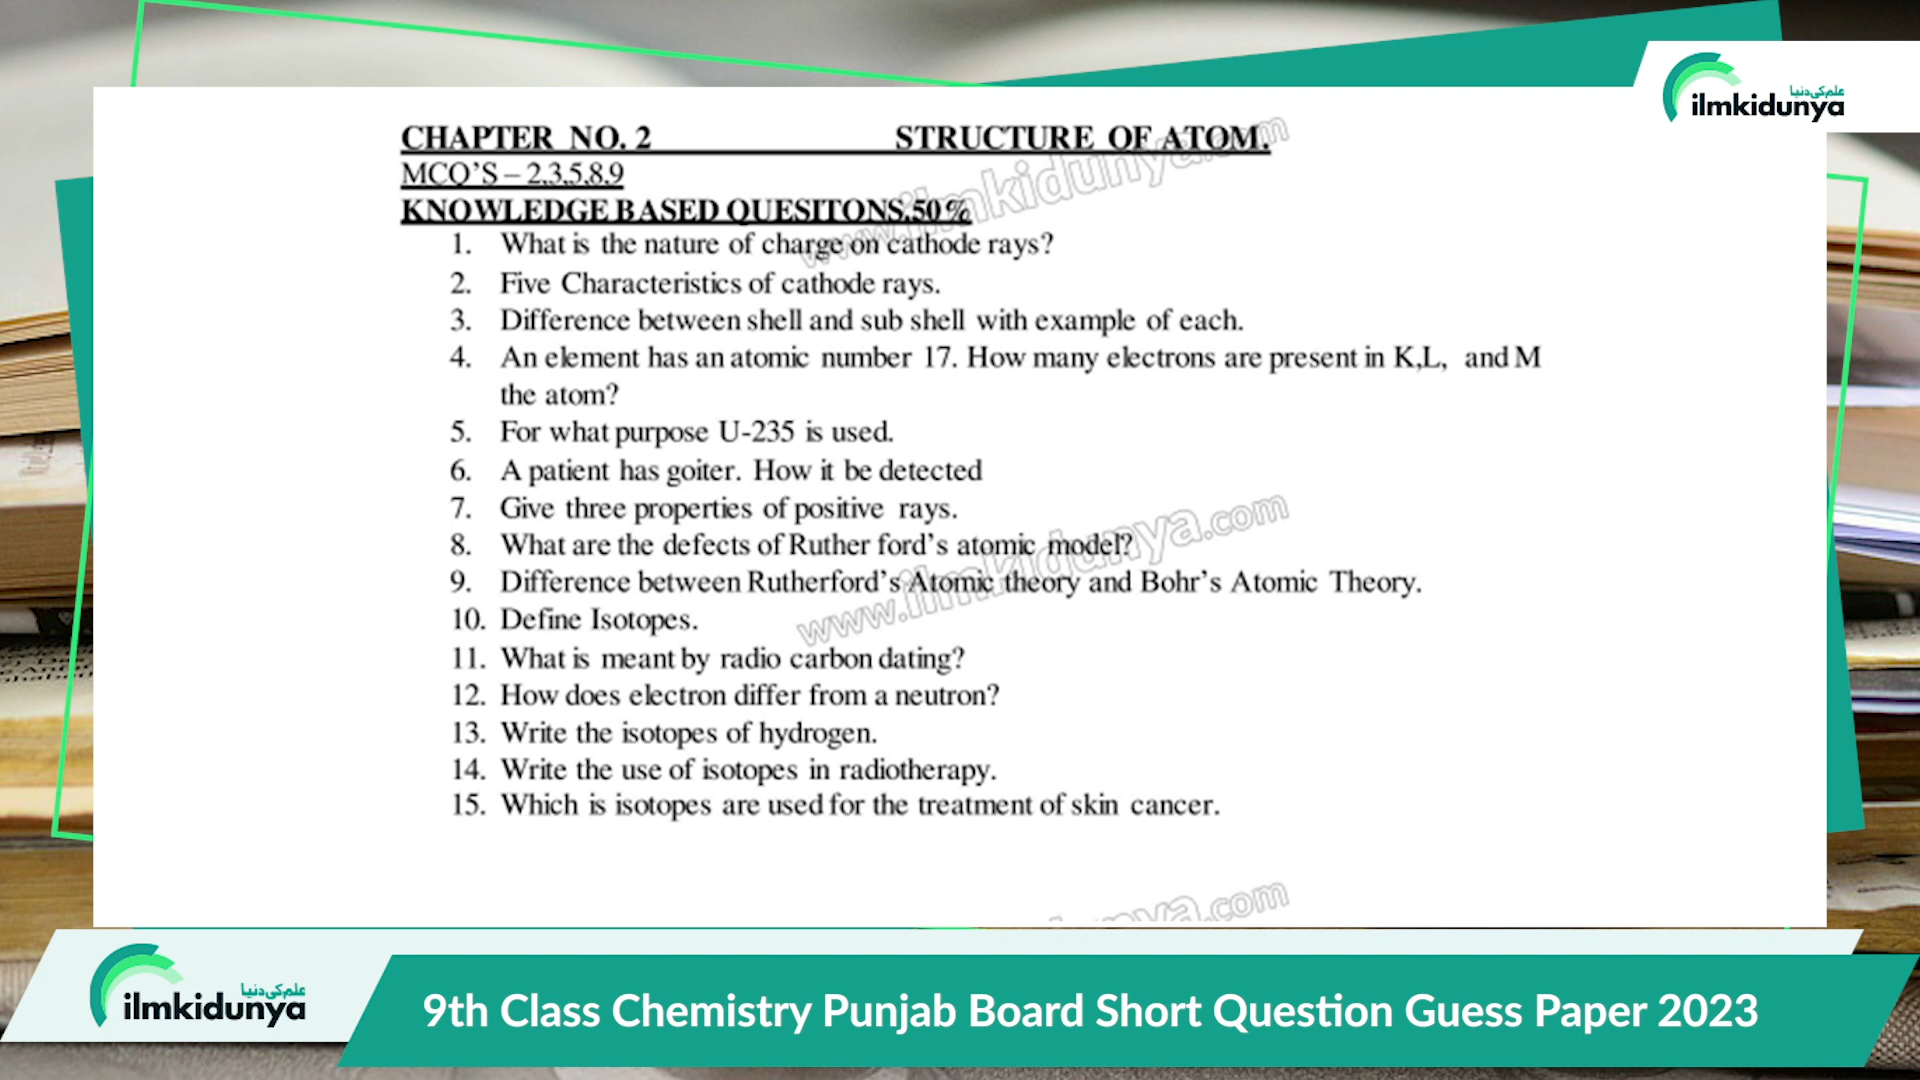 علم کی دنیا
ilmkidunya
CHAPTER NO. 2 STRUCTURE OF ATOM.
MCQ'S – 2,3,5,8,9
KNOWLEDGE BASED QUESITONS.50%
1. What is the nature of charge on cathode rays?
2. Five Characteristics of cathode rays.
3. Difference between shell and sub shell with example of each.
4. An element has an atomic number 17. How many electrons are present in K,L, and M
the atom?
5. For what purpose U-235 is used.
6. A patient has goiter. How it be detected
7. Give three properties of positive rays.
8. What are the defects of Ruther ford's atomic model?
9. Difference between Rutherford's Atomic theory and Bohr's Atomic Theory.
10. Define Isotopes.
11. What is meant by radio carbon dating?
12. How does electron differ from a neutron?
13. Write the isotopes of hydrogen.
14. Write the use of isotopes in radiotherapy.
15. Which is isotopes are used for the treatment of skin cancer.
www.ilmkidunya.com
www.ilmkidunya.com
علم کی دنیا
ilmkidunya
9th Class Chemistry Punjab Board Short Question Guess Paper 2023